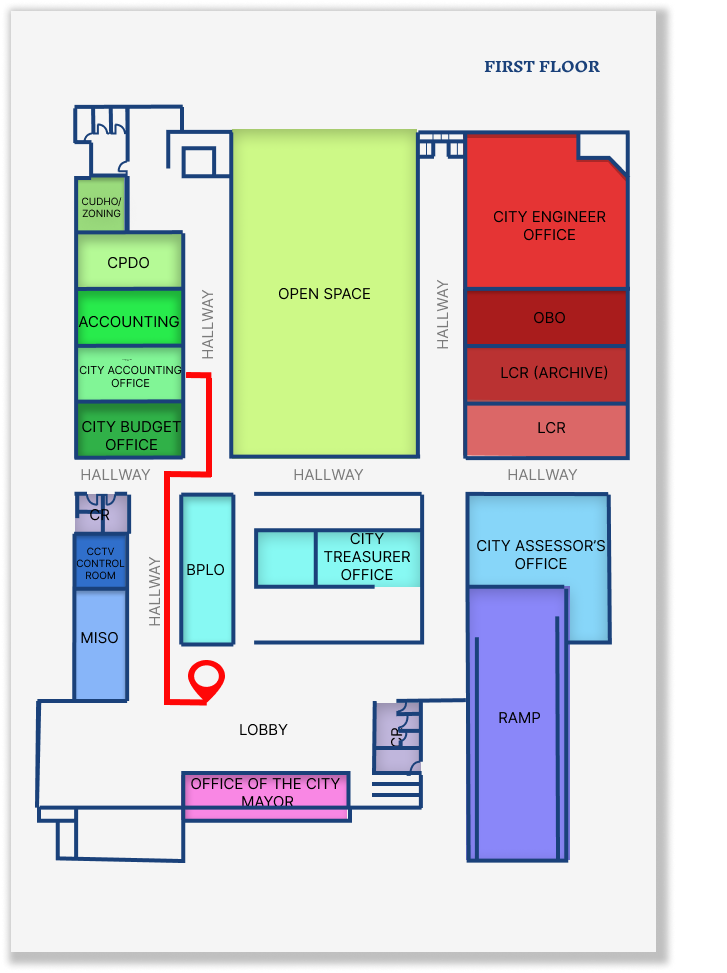 FIRST FLOOR
CUDHO/
ZONING
CPDO
ACCOUNTING
CITY ACCOUNTING
OFFICE
CITY BUDGET
OFFICE
HALLWAY
OPEN SPACE
HALLWAY
CITY ENGINEER
OFFICE
OBO
LCR (ARCHIVE)
LCR
HALLWAY
HALLWAY
HALLWAY
CR
CCTV
CONTROL
ROOM
MISO
HALLWAY
BPLO
CITY
TREASURER
OFFICE
CITY ASSESSOR'S
OFFICE
RAMP
LOBBY
CR
OFFICE OF THE CITY
MAYOR